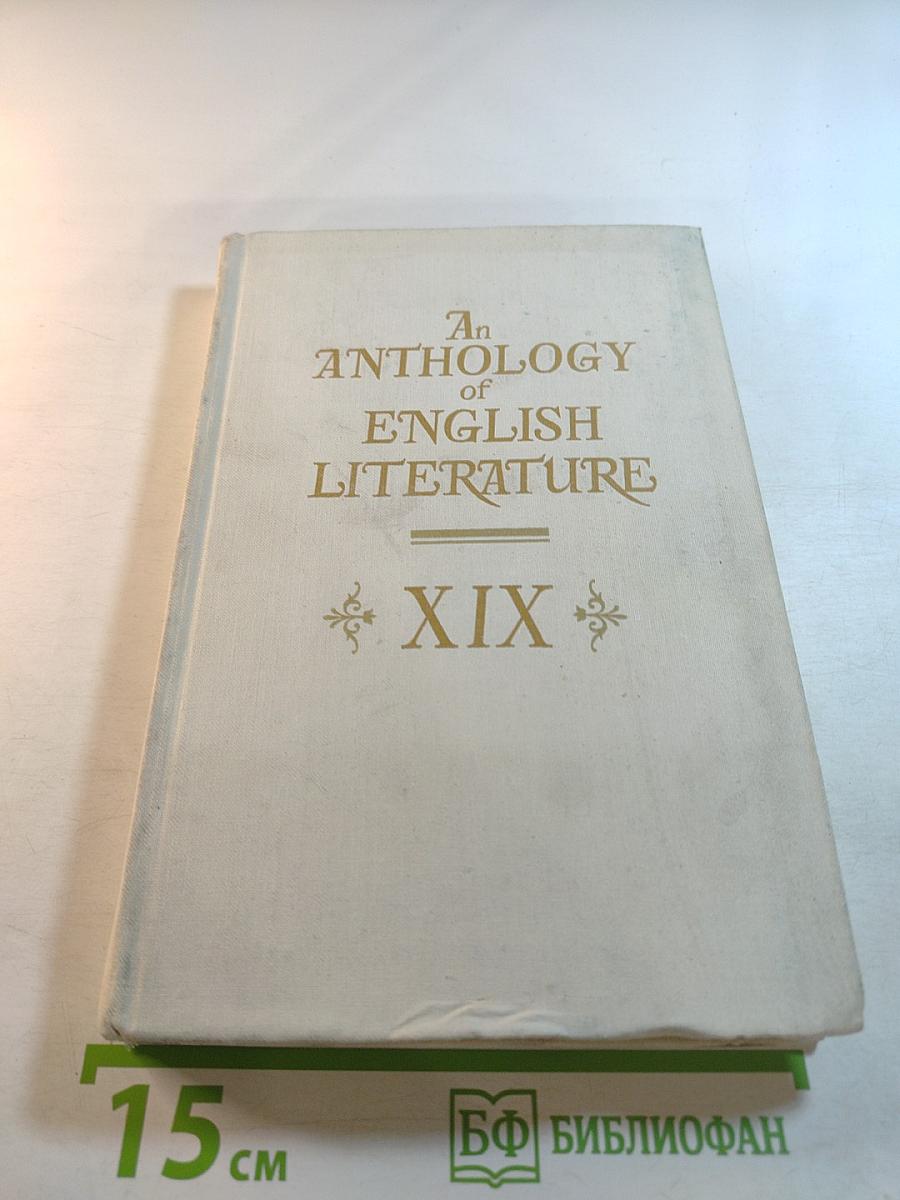 An
ANTHOLOGY
of
ENGLISH
LITERATURE
XIX
15 см
БФ БИБЛИОФАН